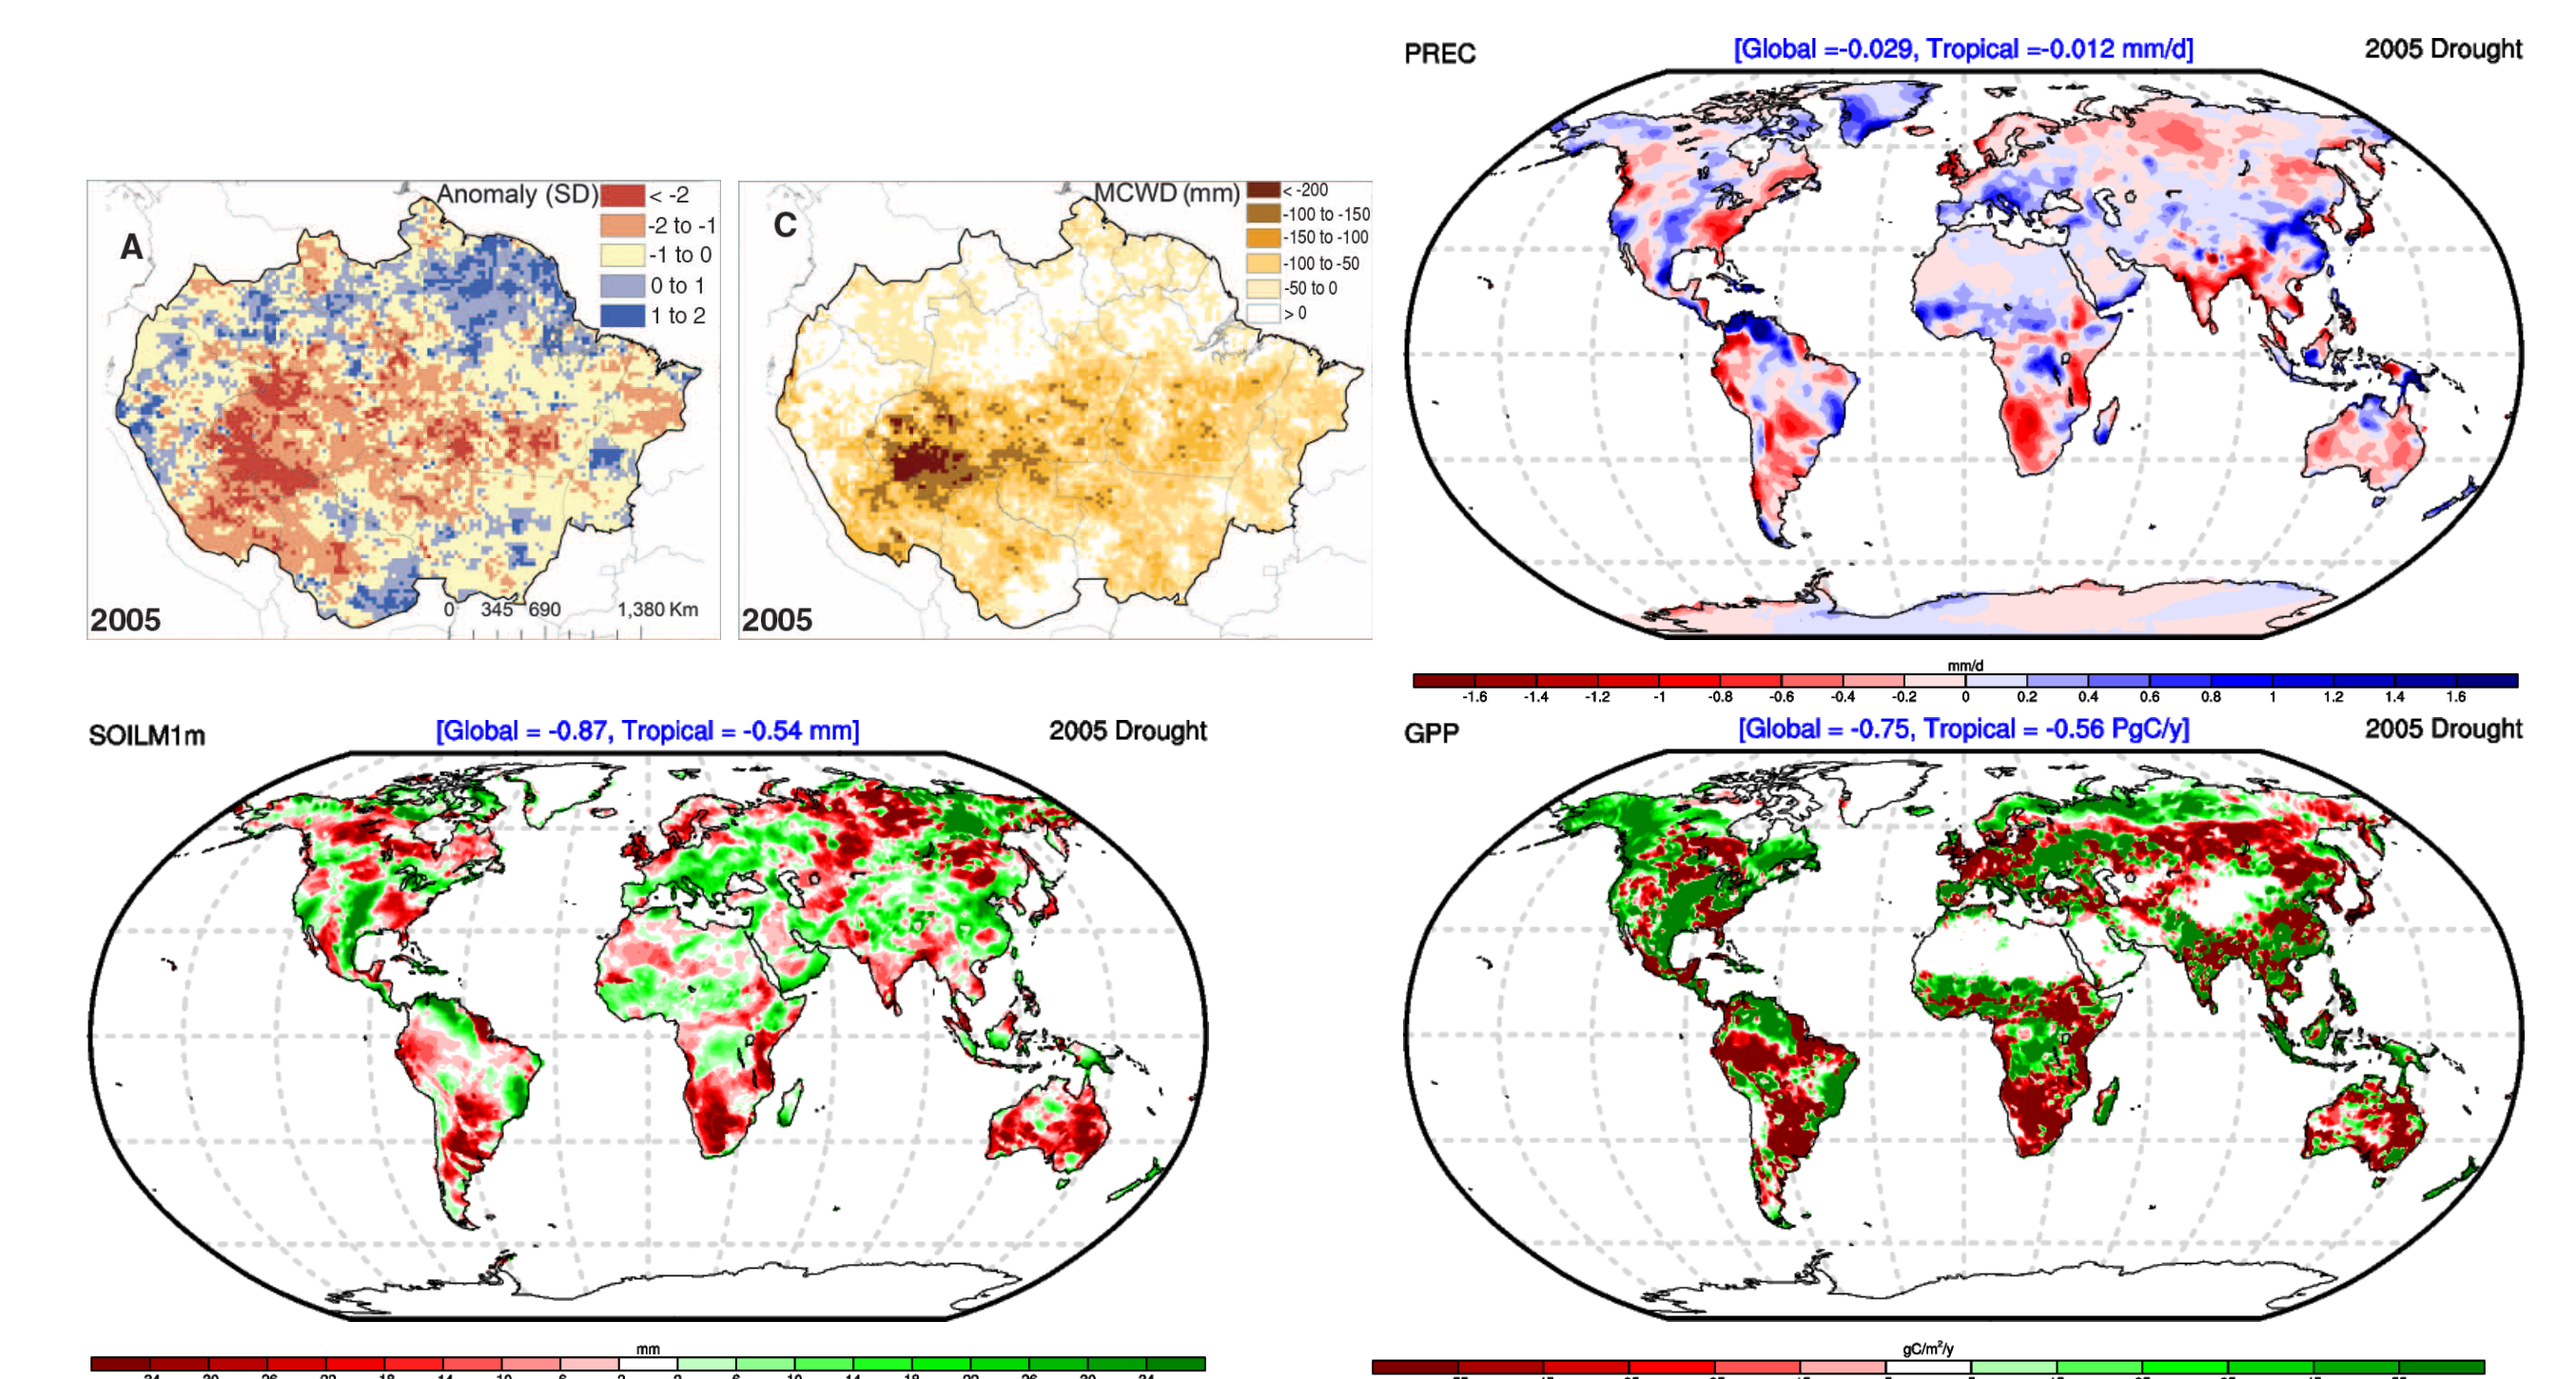 PREC
[Global =-0.029, Tropical =-0.012 mm/d]
2005 Drought
A
Anomaly (SD)
< -2
-2 to -1
-1 to 0
0 to 1
1 to 2
2005
0 345 690 1,380 Km
C
MCWD (mm)
< -200
-100 to -150
-150 to -100
-100 to -50
-50 to 0
> 0
2005
mm/d
-1.6 -1.4 -1.2 -1 -0.8 -0.6 -0.4 -0.2 0 0.2 0.4 0.6 0.8 1 1.2 1.4 1.6
SOILM1m
[Global = -0.87, Tropical = -0.54 mm]
2005 Drought
mm
GPP
[Global = -0.75, Tropical = -0.56 PgC/y]
2005 Drought
gC/m²/y